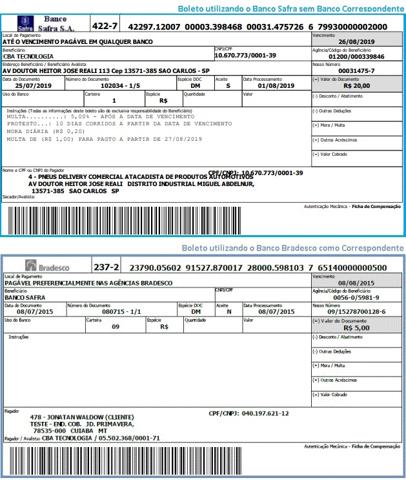 Boleto utilizando o Banco Safra sem Banco Correspondente
Safra
Banco
Safra S.A.
422-7
42297.12007 00003.398468 00031.475726 6 79930000002000
Local de Pagamento
Vencimento
ATÉ O VENCIMENTO PAGÁVEL EM QUALQUER BANCO
26/08/2019
Beneficiário
CNPJ/CPF
Agência/Código do Beneficiário
CBA TECNOLOGIA
10.670.773/0001-39
01200/000339846
Endereço Beneficiário / Beneficiário Avalista
Nosso Número
AV DOUTOR HEITOR JOSE REALI 113 Cep 13571-385 SAO CARLOS - SP
00031475-7
Data do Documento
Número do Documento
Espécie DOC
Aceite
Data Processamento
(=) Valor do Documento
25/07/2019
102034 - 1/5
DM
S
01/08/2019
R$ 20,00
Uso do Banco
Carteira
Espécie
Quantidade
Valor
(-) Desconto / Abatimento
1
R$
Instruções (Todas as informações deste boleto são de exclusiva responsabilidade do Beneficiário)
(-) Outras Deduções
MULTA..........: 5,00% - APÓS A DATA DE VENCIMENTO
PROTESTO...: 10 DIAS CORRIDOS A PARTIR DA DATA DE VENCIMENTO
(+) Mora / Multa
MORA DIÁRIA (R$ 0,20)
MULTA DE (R$ 1,00) PARA PAGTO A PARTIR DE 27/08/2019
(+) Outros Acréscimos
(=) Valor Cobrado
Nome e CPF ou CNPJ do Pagador
CPF/CNPJ: 10.670.773/0001-39
4 - PNEUS DELIVERY COMERCIAL ATACADISTA DE PRODUTOS AUTOMOTIVOS
AV DOUTOR HEITOR JOSE REALI DISTRITO INDUSTRIAL MIGUEL ABDELNUR,
13571-385 SAO CARLOS SP
Sacador/Avalista:
Autenticação Mecânica - Ficha de Compensação
Boleto utilizando o Banco Bradesco como Correspondente
Bradesco
237-2
23790.05602 91527.870017 28000.598103 7 65140000000500
Local de Pagamento
Vencimento
PAGÁVEL PREFERENCIALMENTE NAS AGÊNCIAS BRADESCO
08/08/2015
Beneficiário
CNPJ/CPF
Agência/Código do Beneficiário
BANCO SAFRA
0056-0/5981-9
Data do Documento
Número do Documento
Espécie DOC
Aceite
Data Processamento
Nosso Número
08/07/2015
080715 - 1/1
DM
N
08/07/2015
09/15278700128-6
Uso do Banco
Carteira
Espécie
Quantidade
Valor
(=) Valor do Documento
09
R$
R$ 5,00
Instruções
(-) Desconto / Abatimento
(-) Outras Deduções
(+) Mora / Multa
(+) Outros Acréscimos
(=) Valor Cobrado
Pagador
CPF/CNPJ: 040.197.621-12
478 - JONATAN WALDOW (CLIENTE)
TESTE - END. COB. JD. PRIMAVERA,
78535-000 CUIABA MT
Pagador / Avalista: CBA TECNOLOGIA / 05.502.368/0001-71
Autenticação Mecânica - Ficha de Compensação